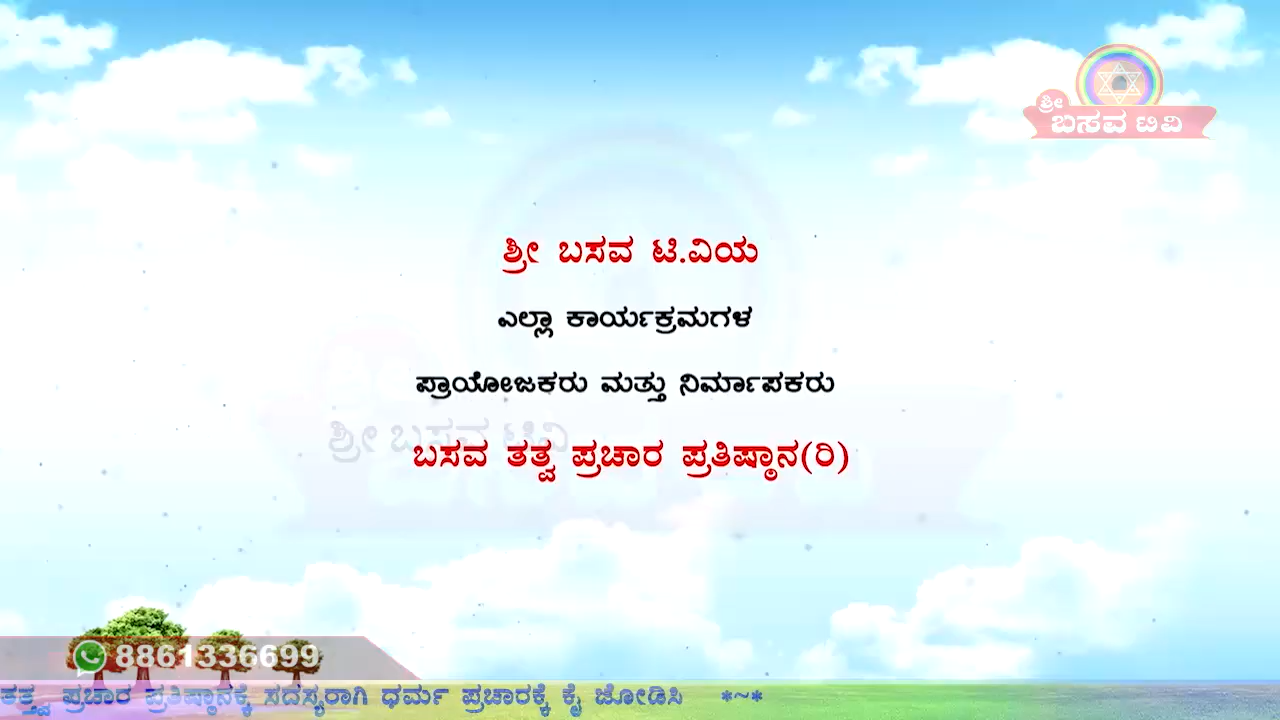 ಶ್ರೀ
ಬಸವ ಟಿವಿ
ಶ್ರೀ ಬಸವ ಟಿ.ವಿಯ
ಎಲ್ಲಾ ಕಾರ್ಯಕ್ರಮಗಳ
ಪ್ರಾಯೋಜಕರು ಮತ್ತು ನಿರ್ಮಾಪಕರು
ಶ್ರೀ ಬಸವ ಟಿವಿ
ಬಸವ ತತ್ವ ಪ್ರಚಾರ ಪ್ರತಿಷ್ಠಾನ(ರಿ)
8861336699
ತತ್ತ್ವ ಪ್ರಚಾರ ಪ್ರತಿಷ್ಠಾನಕ್ಕೆ ಸದಸ್ಯರಾಗಿ ಧರ್ಮ ಪ್ರಚಾರಕ್ಕೆ ಕೈ ಜೋಡಿಸಿ *~*